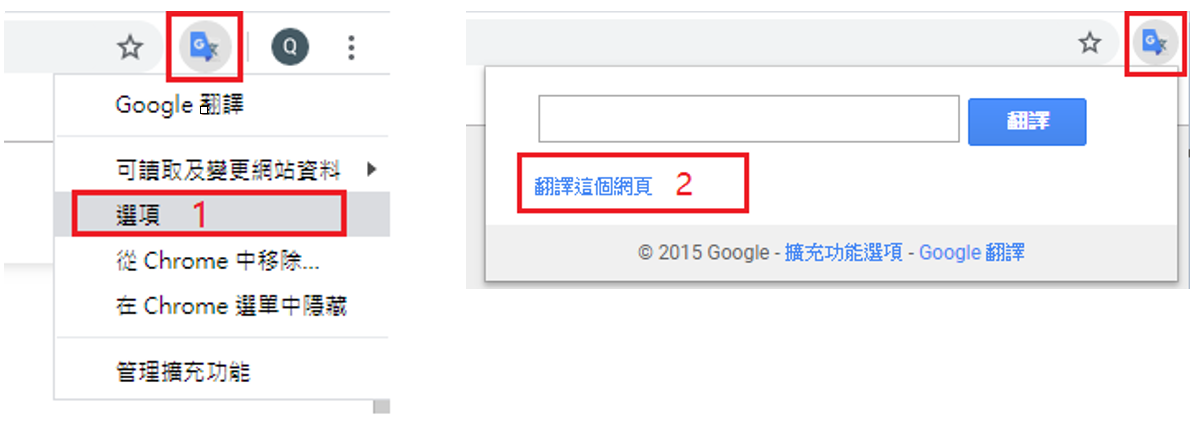 Q
Google 翻譯
可讀取及變更網站資料
選項 1
從 Chrome 中移除...
在 Chrome 選單中隱藏
管理擴充功能
翻譯
翻譯這個網頁 2
© 2015 Google - 擴充功能選項 - Google 翻譯